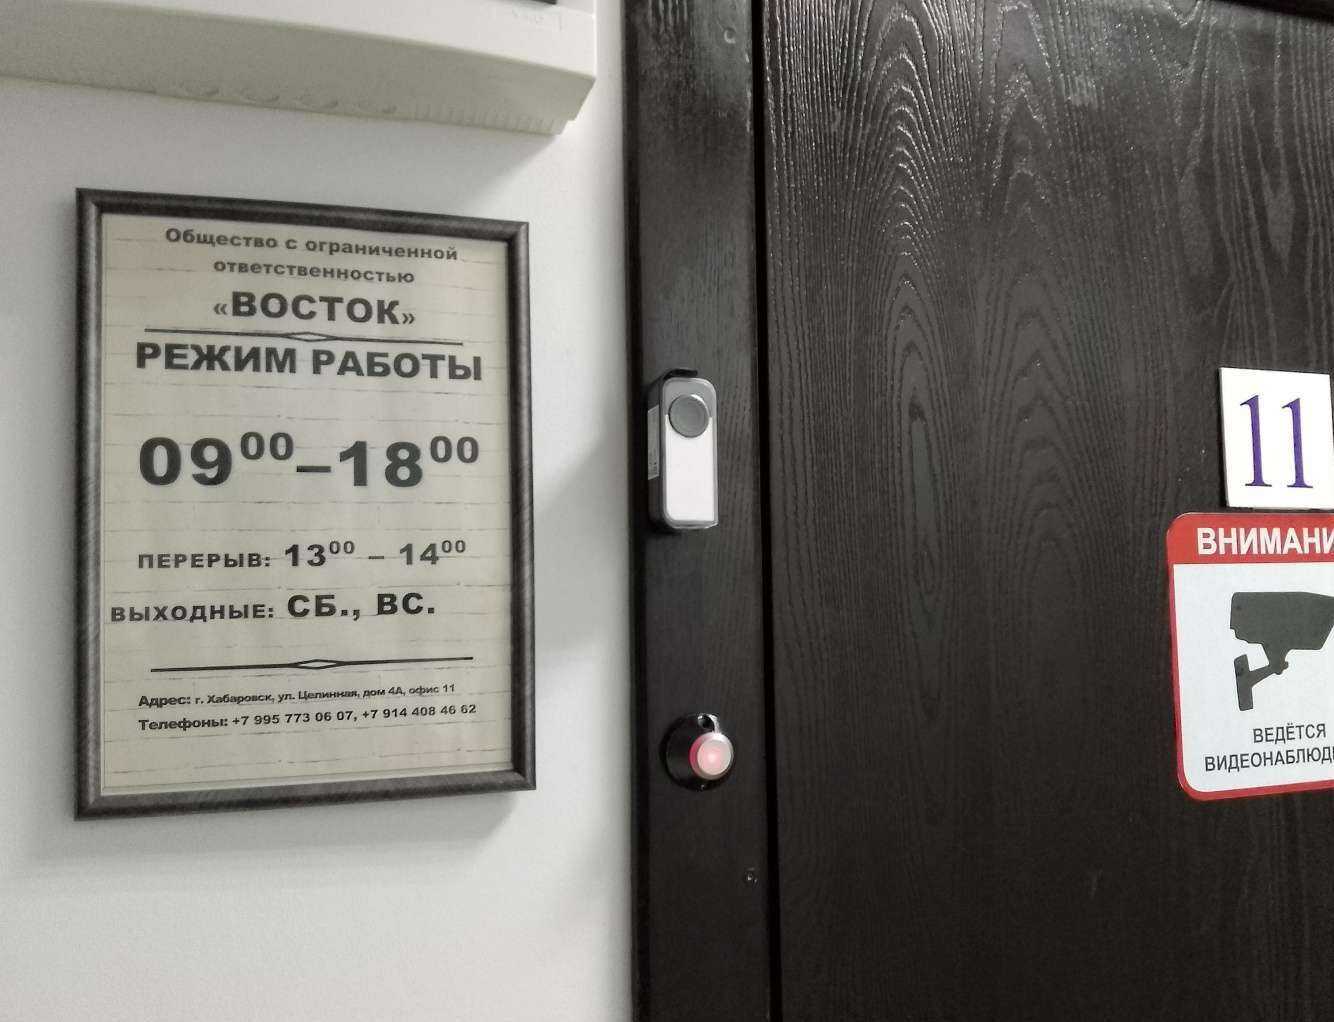 Общество с ограниченной
ответственностью
«ВОСТОК»
РЕЖИМ РАБОТЫ
09⁰⁰–18⁰⁰
ПЕРЕРЫВ: 13⁰⁰ – 14⁰⁰
ВЫХОДНЫЕ: СБ., ВС.
Адрес: г. Хабаровск, ул. Целинная, дом 4А, офис 11
Телефоны: +7 995 773 06 07, +7 914 408 46 62
11
ВНИМАНИ
ВЕДЁТСЯ
ВИДЕОНАБЛЮД